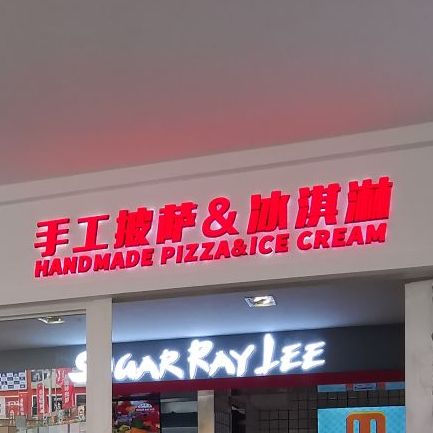 手工披萨&冰淇淋
HANDMADE PIZZA&ICE CREAM
SUGAR RAY LEE